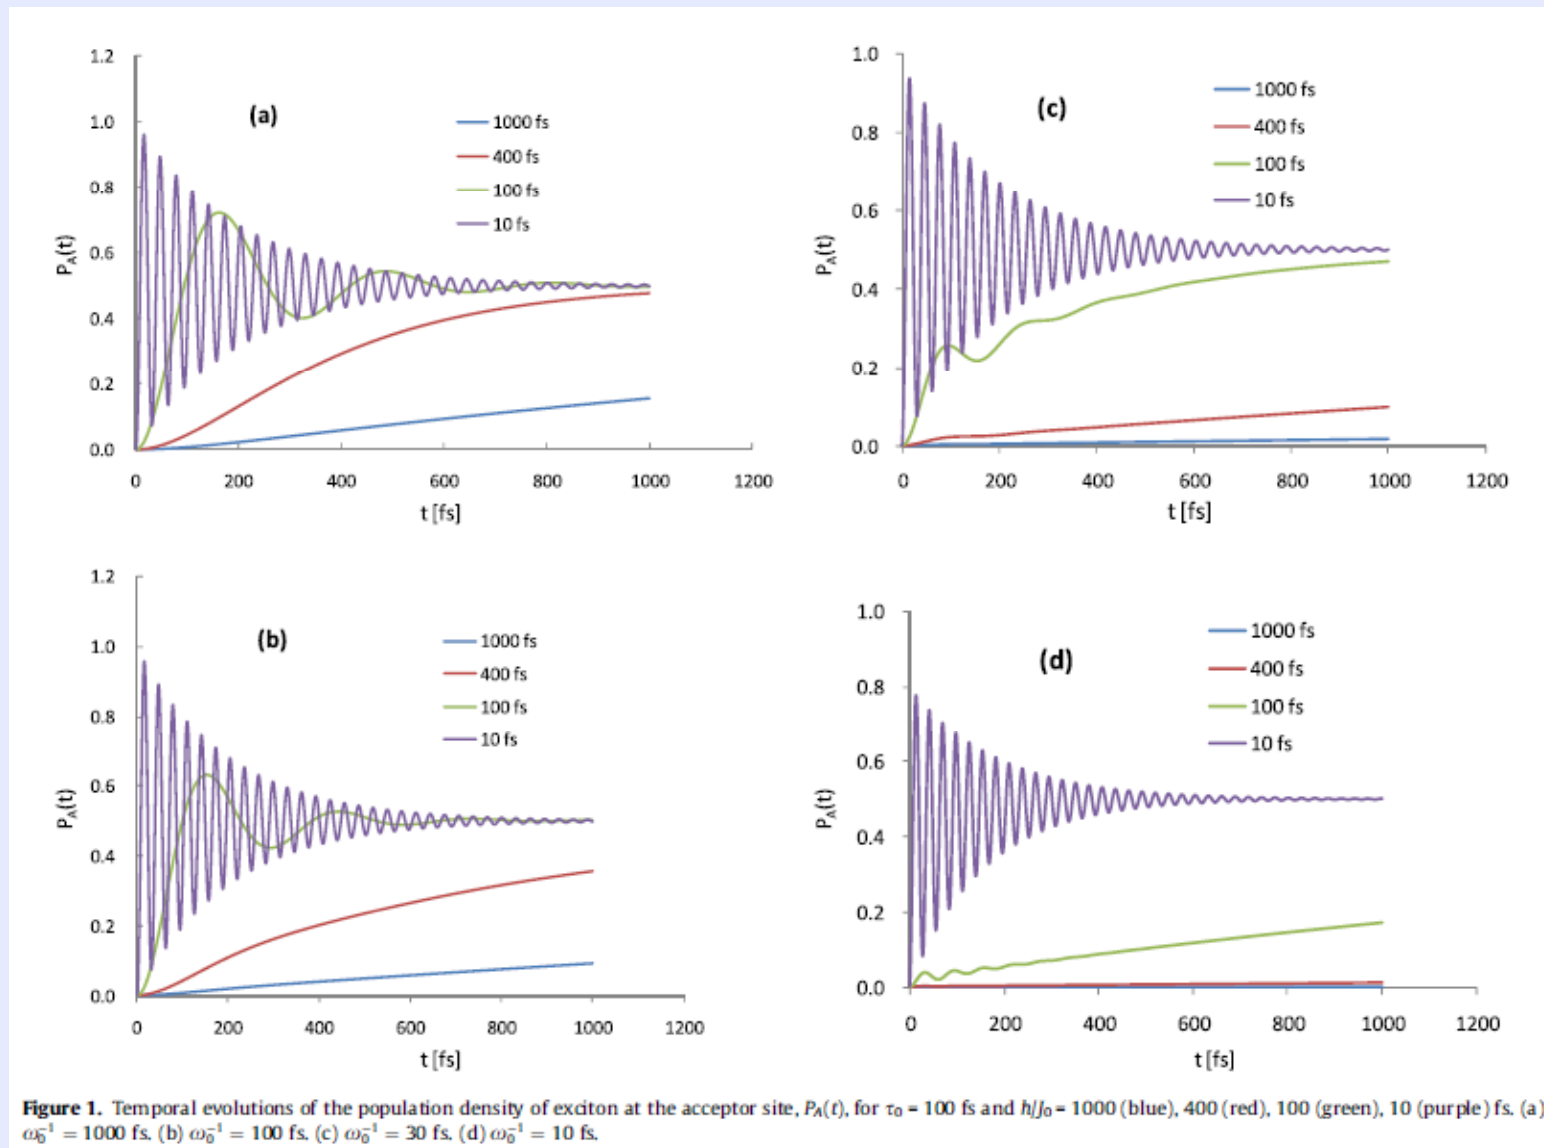 1.2
1.0
0.8
0.6
0.4
0.2
0.0
P_A(t)
(a)
1000 fs
400 fs
100 fs
10 fs
0 200 400 600 800 1000 1200
t [fs]
1.0
0.8
0.6
0.4
0.2
0.0
P_A(t)
(c)
1000 fs
400 fs
100 fs
10 fs
0 200 400 600 800 1000 1200
t [fs]
1.2
1.0
0.8
0.6
0.4
0.2
0.0
P_A(t)
(b)
1000 fs
400 fs
100 fs
10 fs
0 200 400 600 800 1000 1200
t [fs]
1.0
0.8
0.6
0.4
0.2
0.0
P_A(t)
(d)
1000 fs
400 fs
100 fs
10 fs
0 200 400 600 800 1000 1200
t [fs]
Figure 1. Temporal evolutions of the population density of exciton at the acceptor site, P_A(t), for τ₀ = 100 fs and ℏ/J₀ = 1000 (blue), 400 (red), 100 (green), 10 (purple) fs. (a)
ω₀⁻¹ = 1000 fs. (b) ω₀⁻¹ = 100 fs. (c) ω₀⁻¹ = 30 fs. (d) ω₀⁻¹ = 10 fs.